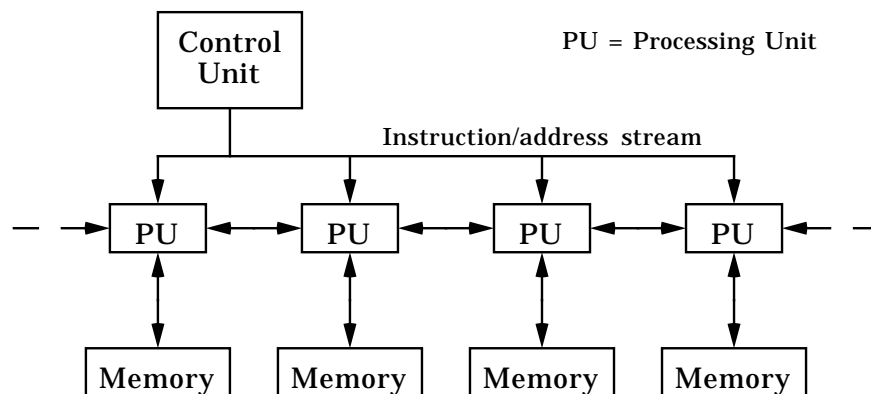 Control
Unit
PU = Processing Unit
Instruction/address stream
PU
PU
PU
PU
Memory
Memory
Memory
Memory